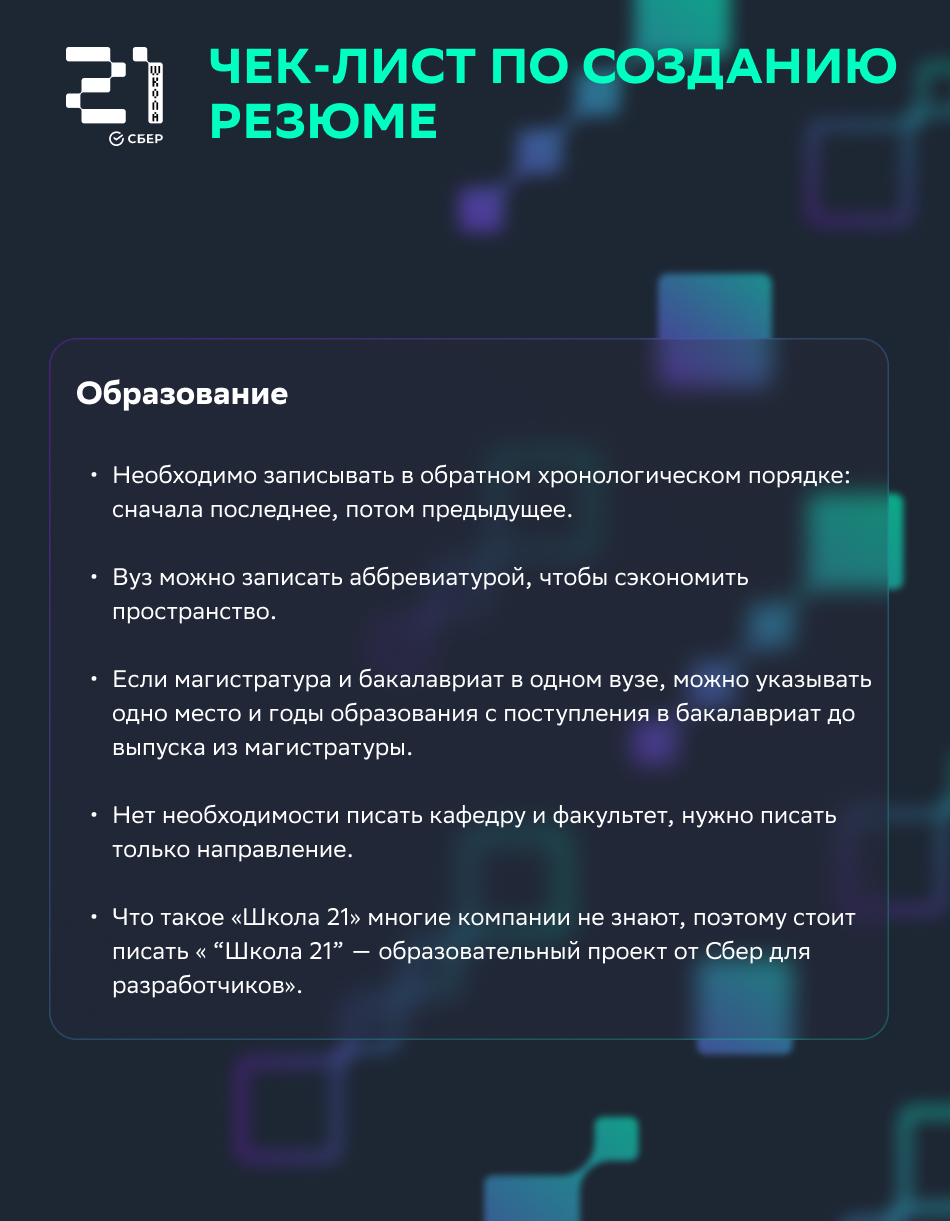 21
ШКОЛА
СБЕР
ЧЕК-ЛИСТ ПО СОЗДАНИЮ
РЕЗЮМЕ
Образование
• Необходимо записывать в обратном хронологическом порядке:
сначала последнее, потом предыдущее.
• Вуз можно записать аббревиатурой, чтобы сэкономить
пространство.
• Если магистратура и бакалавриат в одном вузе, можно указывать
одно место и годы образования с поступления в бакалавриат до
выпуска из магистратуры.
• Нет необходимости писать кафедру и факультет, нужно писать
только направление.
• Что такое «Школа 21» многие компании не знают, поэтому стоит
писать « “Школа 21” — образовательный проект от Сбер для
разработчиков».